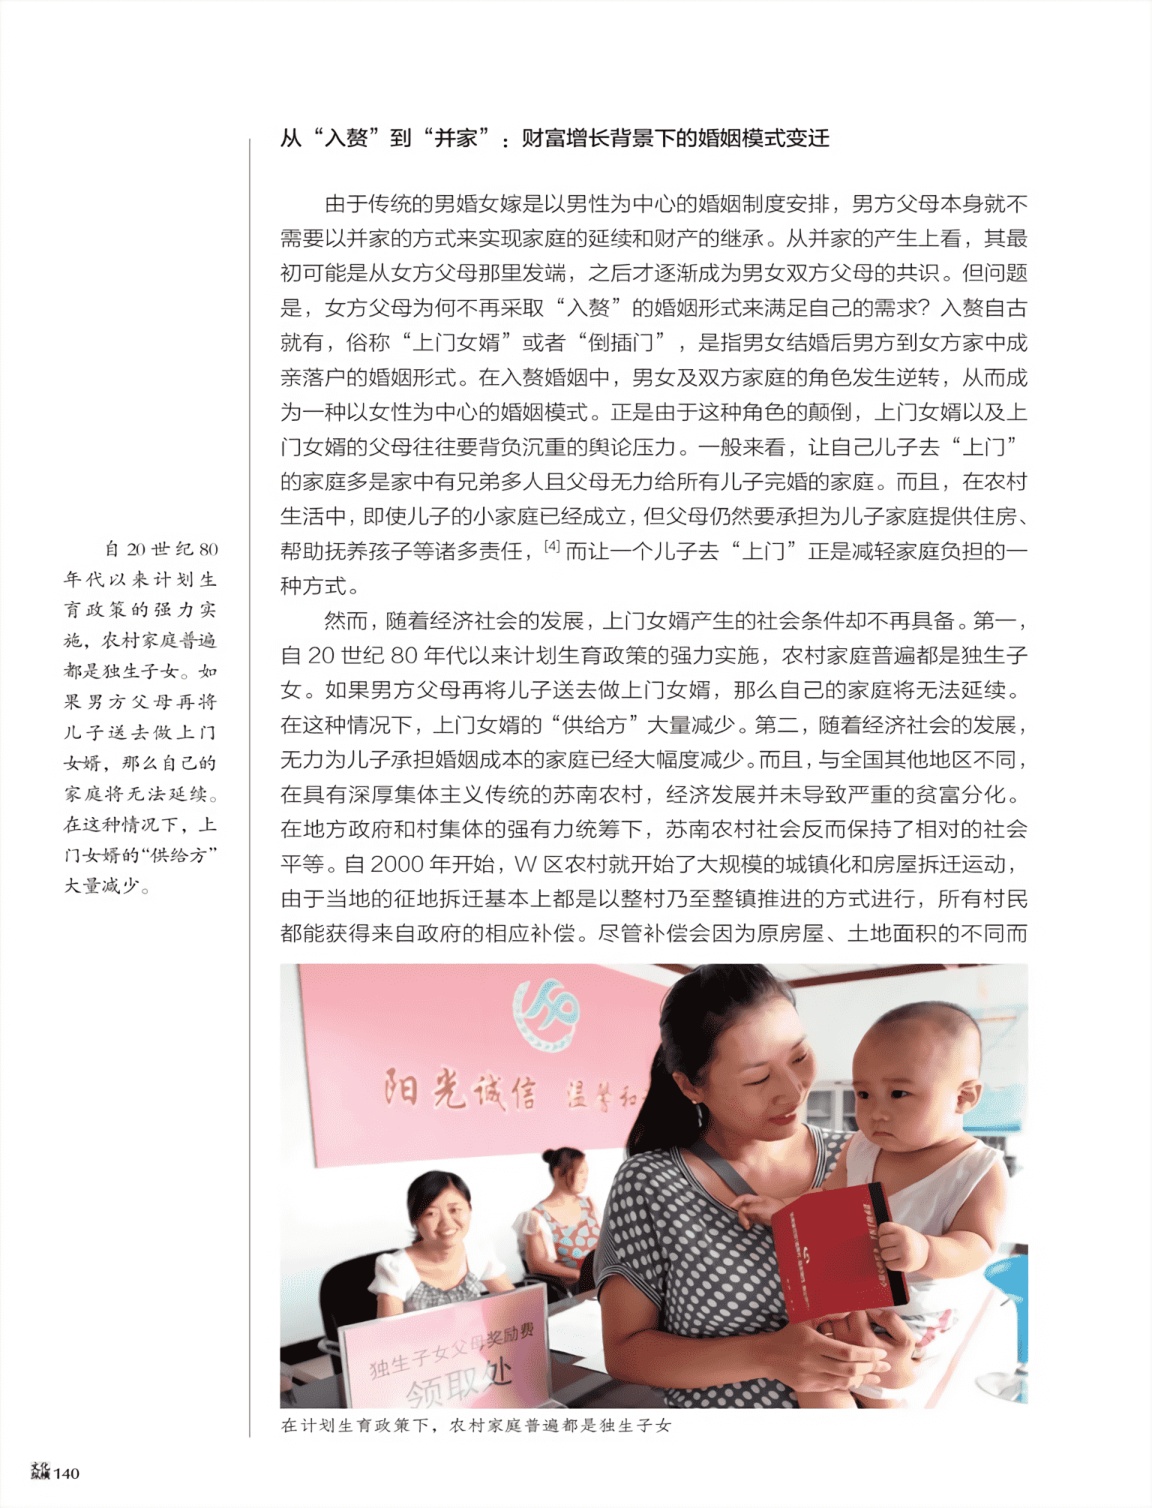 从“入赘”到“并家”：财富增长背景下的婚姻模式变迁
由于传统的男婚女嫁是以男性为中心的婚姻制度安排，男方父母本身就不
需要以并家的方式来实现家庭的延续和财产的继承。从并家的产生上看，其最
初可能是从女方父母那里发端，之后才逐渐成为男女双方父母的共识。但问题
是，女方父母为何不再采取“入赘”的婚姻形式来满足自己的需求？入赘自古
就有，俗称“上门女婿”或者“倒插门”，是指男女结婚后男方到女方家中成
亲落户的婚姻形式。在入赘婚姻中，男女及双方家庭的角色发生逆转，从而成
为一种以女性为中心的婚姻模式。正是由于这种角色的颠倒，上门女婿以及上
门女婿的父母往往要背负沉重的舆论压力。一般来看，让自己儿子去“上门”
的家庭多是家中有兄弟多人且父母无力给所有儿子完婚的家庭。而且，在农村
生活中，即使儿子的小家庭已经成立，但父母仍然要承担为儿子家庭提供住房、
帮助抚养孩子等诸多责任，[4] 而让一个儿子去“上门”正是减轻家庭负担的一
种方式。
然而，随着经济社会的发展，上门女婿产生的社会条件却不再具备。第一，
自 20 世纪 80 年代以来计划生育政策的强力实施，农村家庭普遍都是独生子
女。如果男方父母再将儿子送去做上门女婿，那么自己的家庭将无法延续。
在这种情况下，上门女婿的“供给方”大量减少。第二，随着经济社会的发展，
无力为儿子承担婚姻成本的家庭已经大幅度减少。而且，与全国其他地区不同，
在具有深厚集体主义传统的苏南农村，经济发展并未导致严重的贫富分化。
在地方政府和村集体的强有力统筹下，苏南农村社会反而保持了相对的社会
平等。自 2000 年开始，W 区农村就开始了大规模的城镇化和房屋拆迁运动，
由于当地的征地拆迁基本上都是以整村乃至整镇推进的方式进行，所有村民
都能获得来自政府的相应补偿。尽管补偿会因为原房屋、土地面积的不同而
自 20 世纪 80
年代以来计划生
育政策的强力实
施，农村家庭普遍
都是独生子女。如
果男方父母再将
儿子送去做上门
女婿，那么自己的
家庭将无法延续。
在这种情况下，上
门女婿的“供给方”
大量减少。
阳光诚信 温馨和
独生子女父母奖励费
领取处
在计划生育政策下，农村家庭普遍都是独生子女
文化
纵横 140